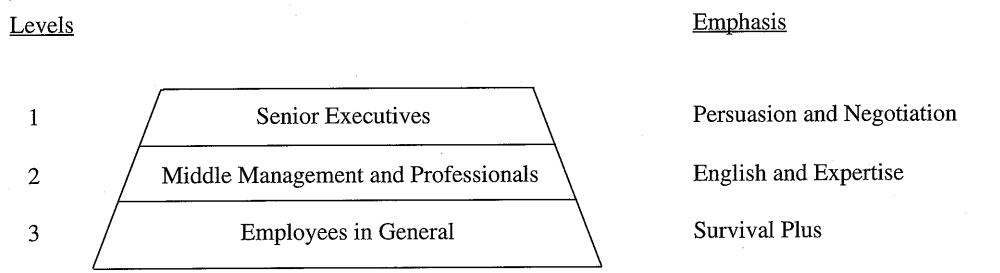 Levels Emphasis
1 Senior Executives Persuasion and Negotiation
2 Middle Management and Professionals English and Expertise
3 Employees in General Survival Plus